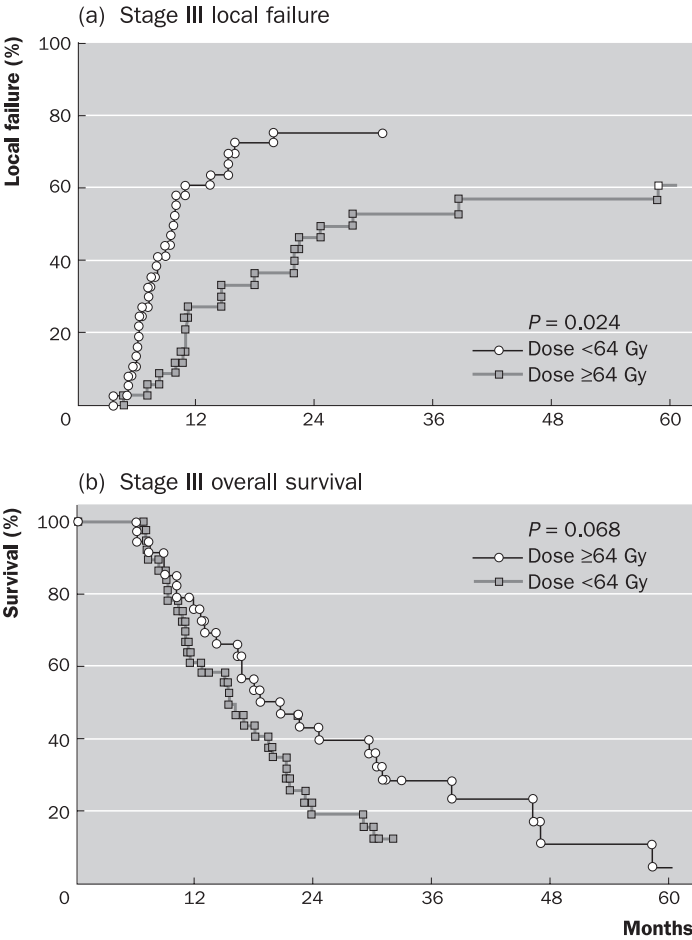 (a) Stage III local failure
Local failure (%)
100
80
60
40
20
0
12
24
36
48
60
P = 0.024
Dose <64 Gy
Dose ≥64 Gy
(b) Stage III overall survival
Survival (%)
100
80
60
40
20
0
12
24
36
48
60
P = 0.068
Dose ≥64 Gy
Dose <64 Gy
Months